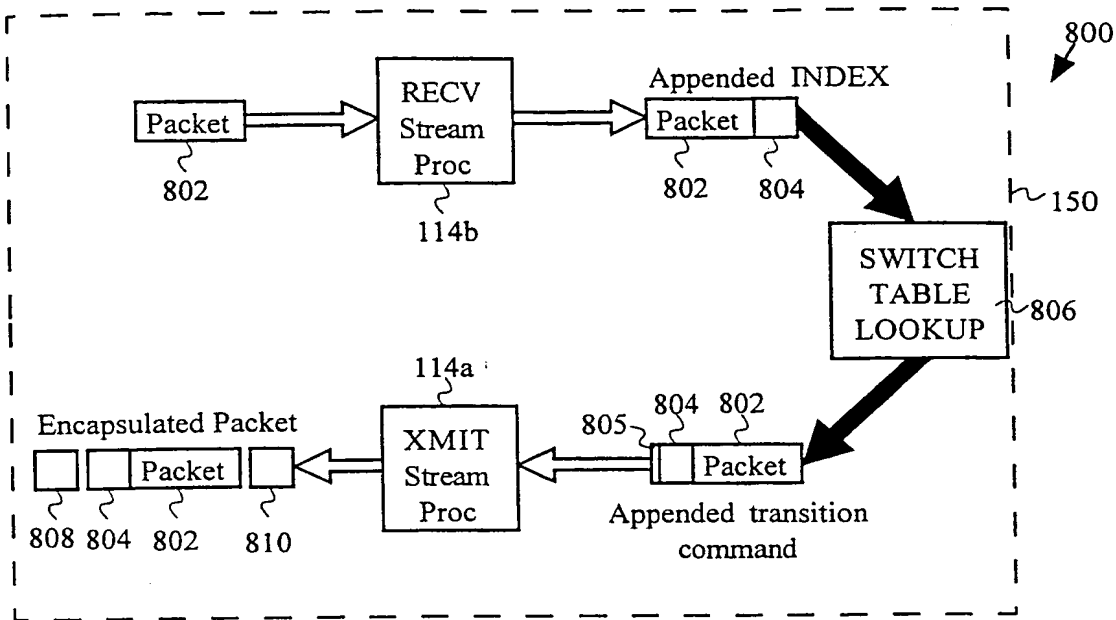 800
Packet
802
RECV
Stream
Proc
114b
Appended INDEX
Packet
802
804
150
SWITCH
TABLE
LOOKUP
806
114a
XMIT
Stream
Proc
805
804
802
Packet
Appended transition
command
Encapsulated Packet
Packet
808
804
802
810